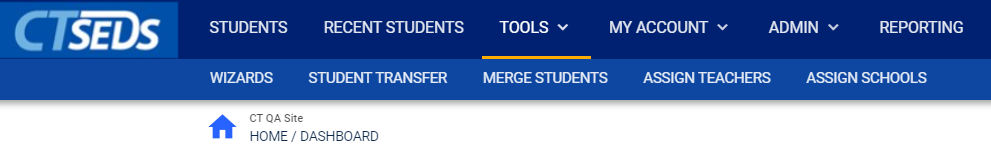 CTSEDS STUDENTS RECENT STUDENTS TOOLS MY ACCOUNT ADMIN REPORTING
WIZARDS STUDENT TRANSFER MERGE STUDENTS ASSIGN TEACHERS ASSIGN SCHOOLS
CT QA Site
HOME / DASHBOARD